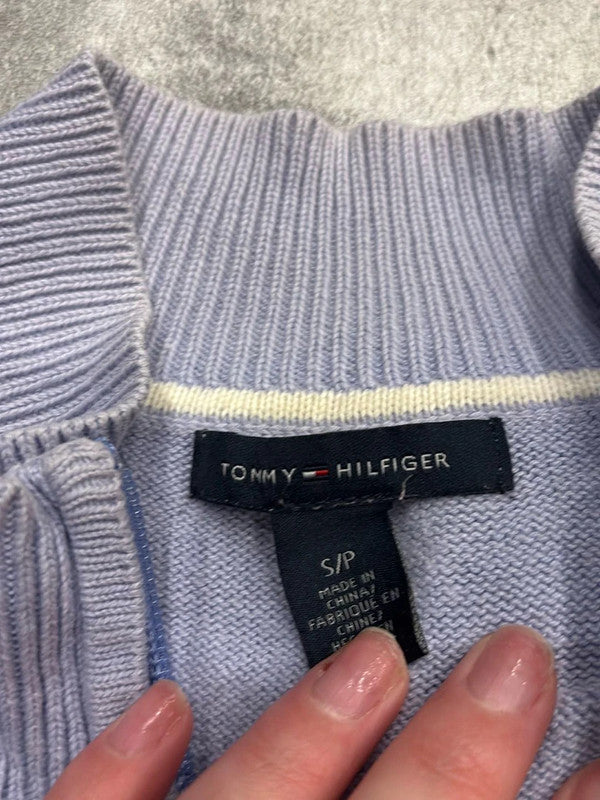 TOMMY HILFIGER
S/P
MADE IN
CHINA/
FABRIQUE EN
CHINE/